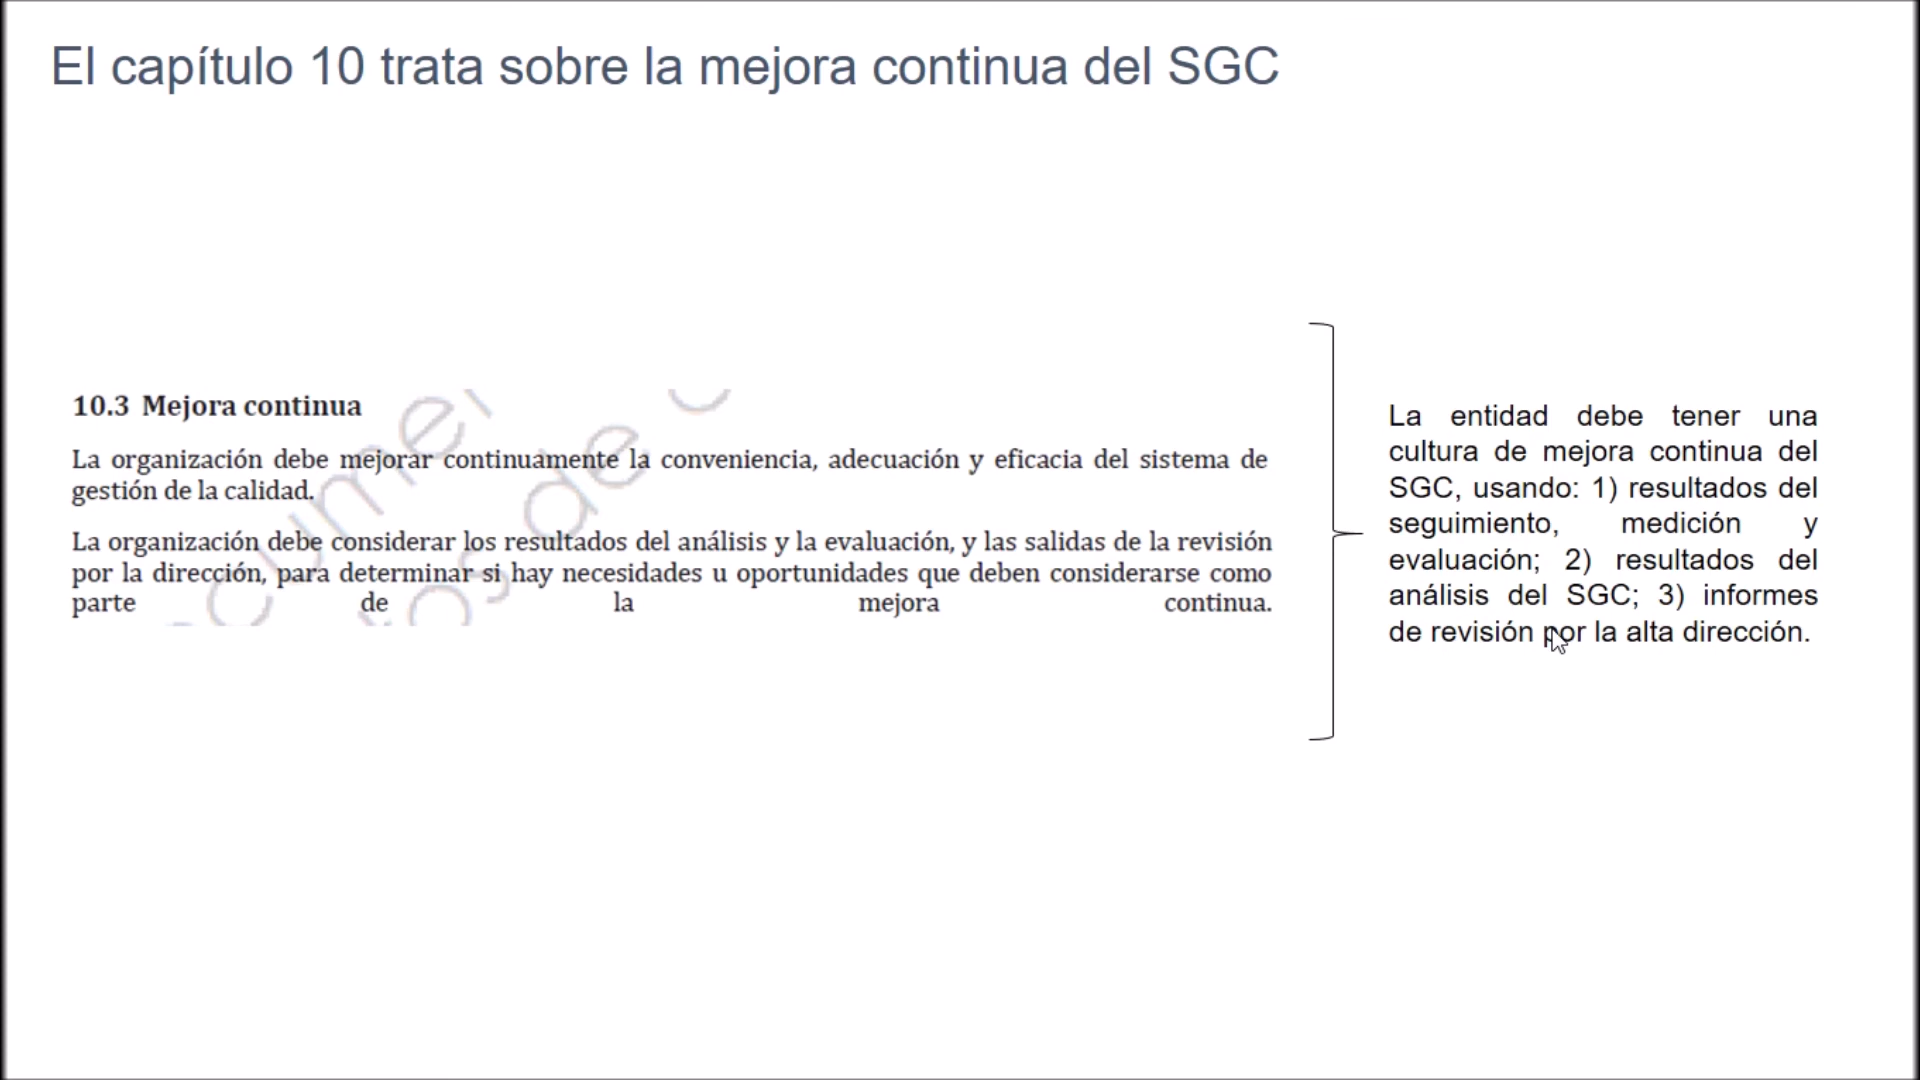 El capítulo 10 trata sobre la mejora continua del SGC
10.3 Mejora continua
La organización debe mejorar continuamente la conveniencia, adecuación y eficacia del sistema de
gestión de la calidad.
La organización debe considerar los resultados del análisis y la evaluación, y las salidas de la revisión
por la dirección, para determinar si hay necesidades u oportunidades que deben considerarse como
parte de la mejora continua.
La entidad debe tener una
cultura de mejora continua del
SGC, usando: 1) resultados del
seguimiento, medición y
evaluación; 2) resultados del
análisis del SGC; 3) informes
de revisión por la alta dirección.